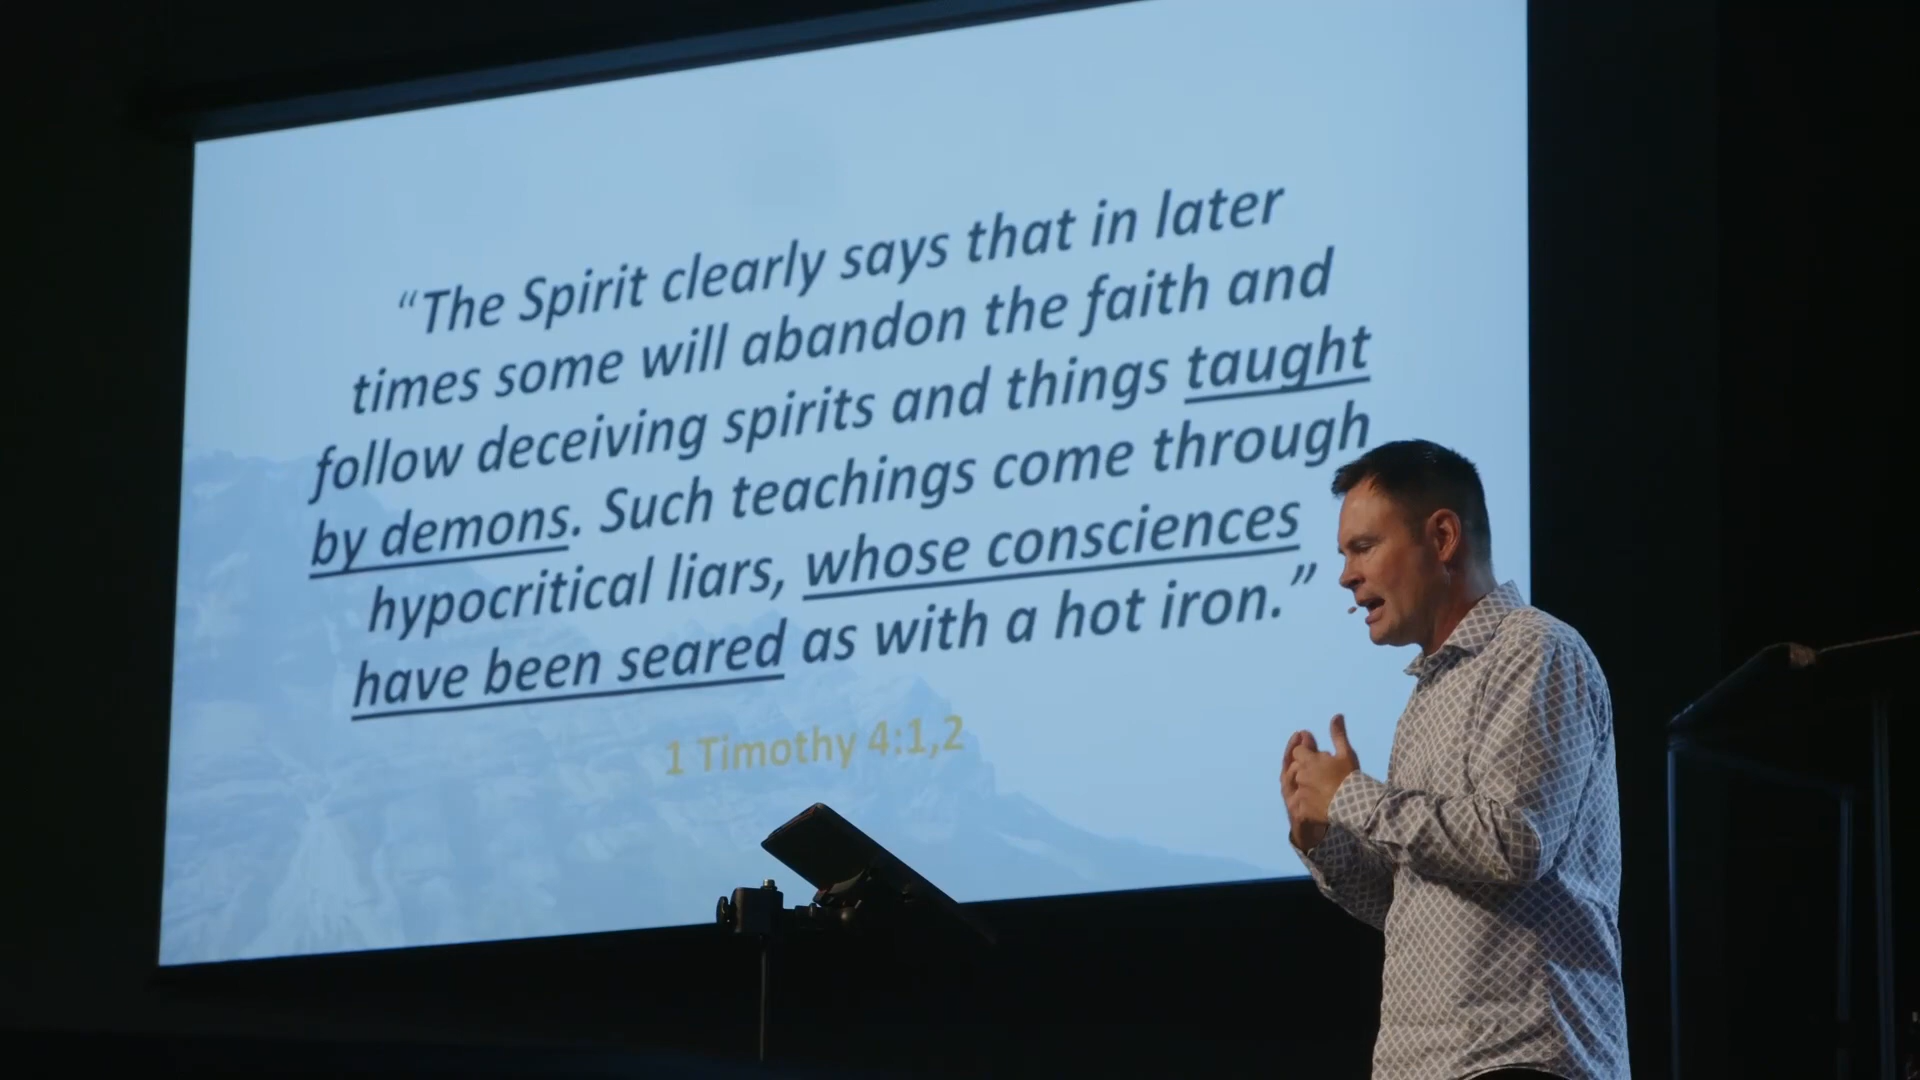 “The Spirit clearly says that in later
times some will abandon the faith and
follow deceiving spirits and things taught
by demons. Such teachings come through
hypocritical liars, whose consciences
have been seared as with a hot iron.”
1 Timothy 4:1,2